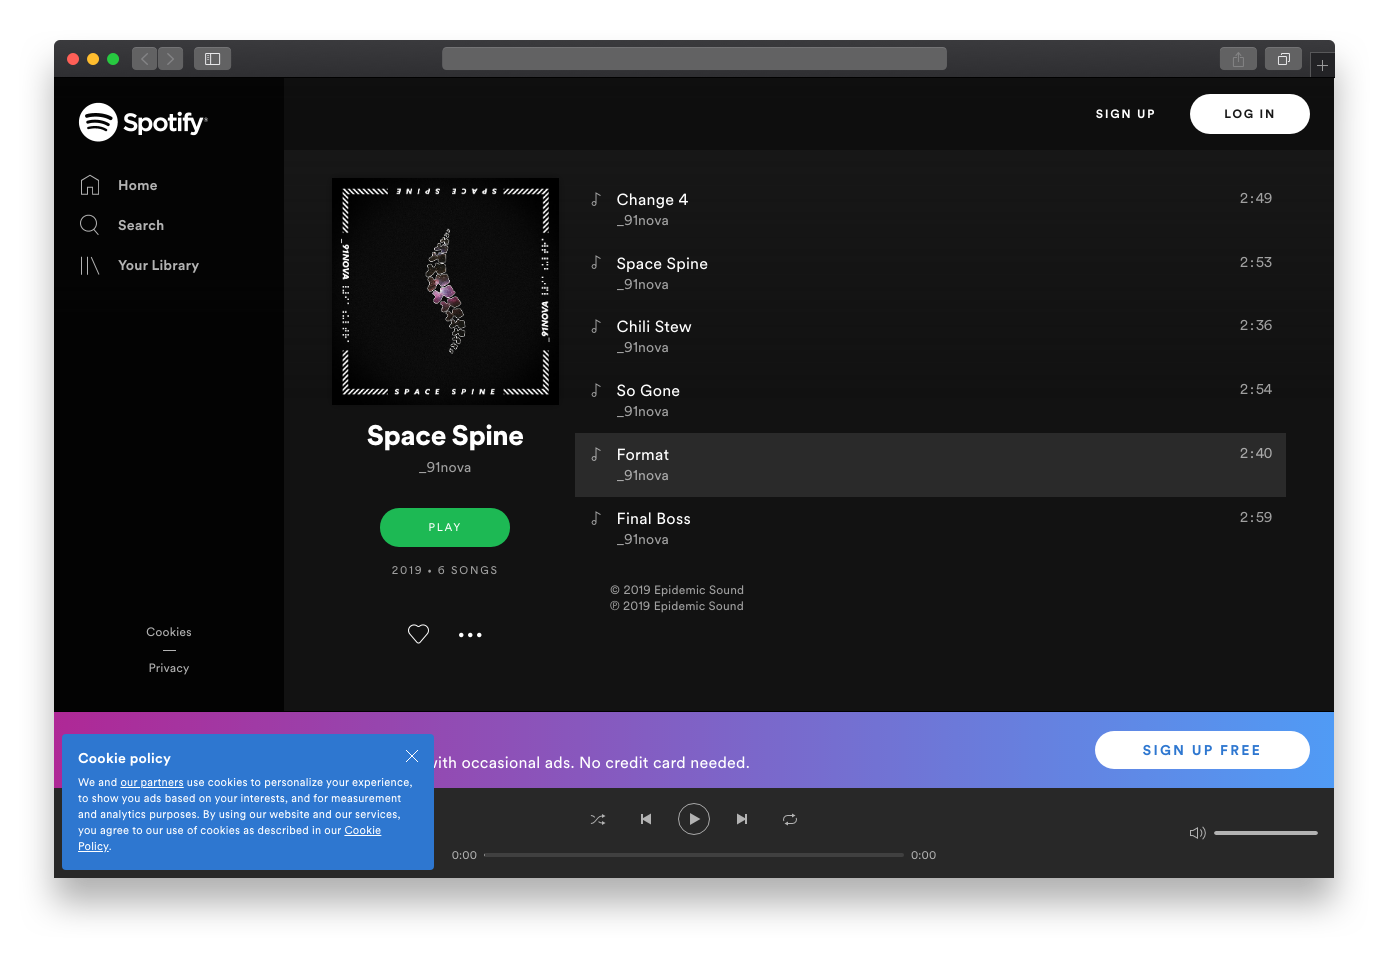 Spotify
SIGN UP
LOG IN
Home
Search
Your Library
SPACE SPINE
_91NOVA
_91NOVA
SPACE SPINE
Space Spine
_91nova
PLAY
2019 • 6 SONGS
Change 4
2:49
_91nova
Space Spine
2:53
_91nova
Chili Stew
2:36
_91nova
So Gone
2:54
_91nova
Format
2:40
_91nova
Final Boss
2:59
_91nova
© 2019 Epidemic Sound
℗ 2019 Epidemic Sound
Cookies
Privacy
with occasional ads. No credit card needed.
SIGN UP FREE
Cookie policy
We and our partners use cookies to personalize your experience,
to show you ads based on your interests, and for measurement
and analytics purposes. By using our website and our services,
you agree to our use of cookies as described in our Cookie
Policy.
0:00
0:00